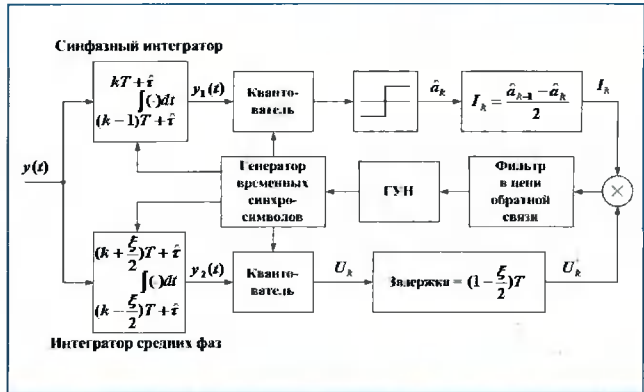 Синфазный интегратор
kT + τ̂
∫(·)dt
(k−1)T + τ̂
y₁(t)
Кванто-
ватель
â_k
I_k = (â_{k−1} − â_k) / 2
I_k
y(t)
Генератор
временных
синхро-
символов
ГУН
Фильтр
в цепи
обратной
связи
×
(k + ξ/2)T + τ̂
∫(·)dt
(k − ξ/2)T + τ̂
y₂(t)
Квантo-
ватель
U_k
Задержка = (1 − ξ/2)T
U_k'
Интегратор средних фаз